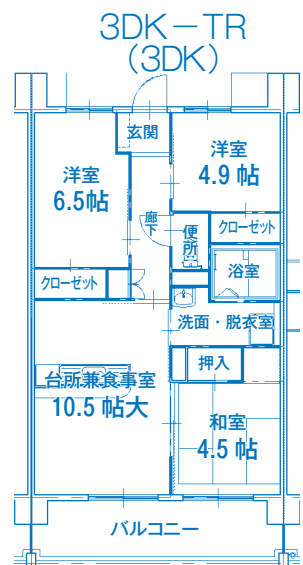 3DK－TR
(3DK)
玄関
洋室
6.5帖
洋室
4.9 帖
廊下
便所
クローゼット
浴室
クローゼット
洗面・脱衣室
押入
台所兼食事室
10.5 帖大
和室
4.5 帖
バルコニー